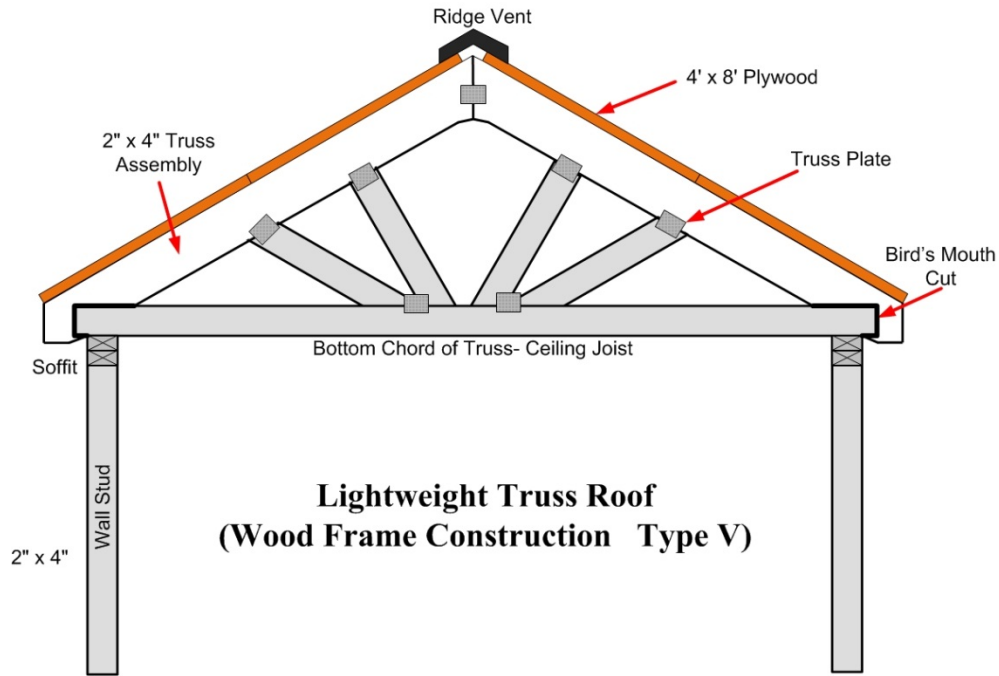 Ridge Vent
4' x 8' Plywood
2" x 4" Truss
Assembly
Truss Plate
Bird's Mouth
Cut
Bottom Chord of Truss- Ceiling Joist
Soffit
Wall Stud
2" x 4"
Lightweight Truss Roof
(Wood Frame Construction Type V)